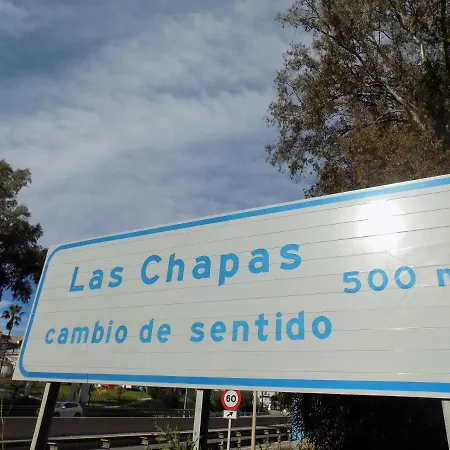 Las Chapas 500 m
cambio de sentido
60